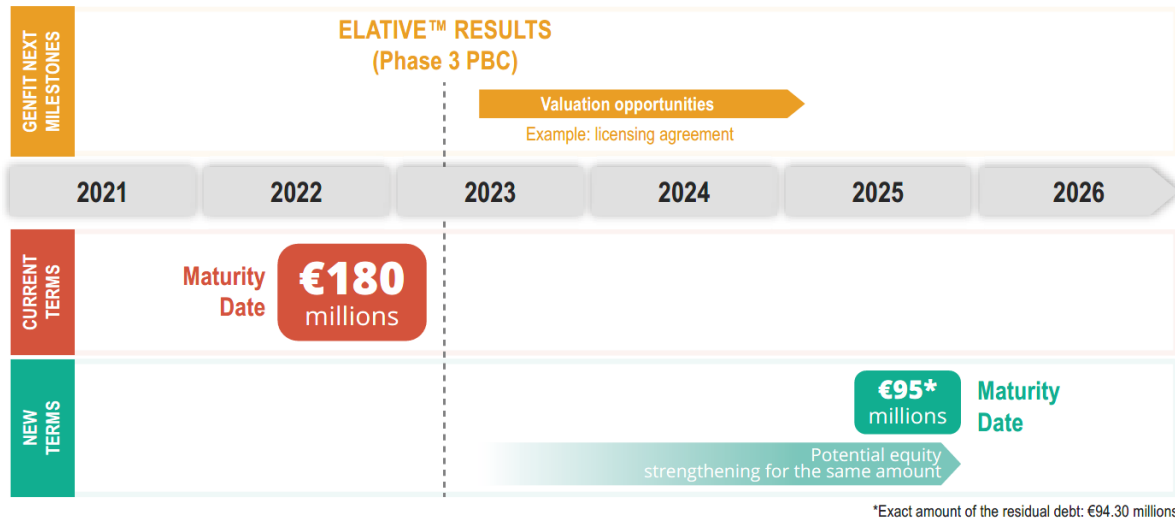 GENFIT NEXT
MILESTONES
ELATIVE™ RESULTS
(Phase 3 PBC)
Valuation opportunities
Example: licensing agreement
2021
2022
2023
2024
2025
2026
CURRENT
TERMS
Maturity
Date
€180
millions
NEW
TERMS
€95*
millions
Maturity
Date
Potential equity
strengthening for the same amount
*Exact amount of the residual debt: €94.30 millions